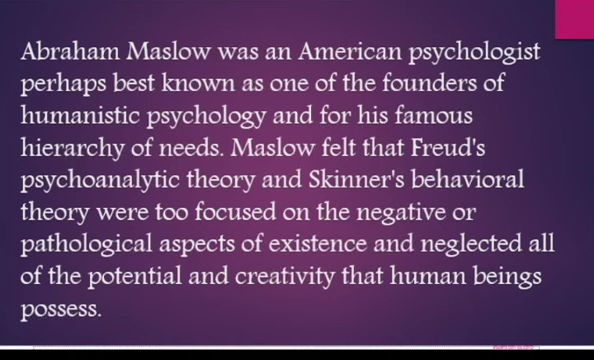 Abraham Maslow was an American psychologist
perhaps best known as one of the founders of
humanistic psychology and for his famous
hierarchy of needs. Maslow felt that Freud's
psychoanalytic theory and Skinner's behavioral
theory were too focused on the negative or
pathological aspects of existence and neglected all
of the potential and creativity that human beings
possess.